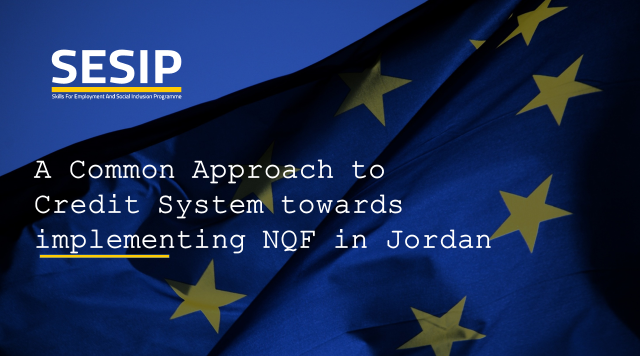 SESIP
Skills For Employment And Social Inclusion Programme
A Common Approach to
Credit System towards
implementing NQF in Jordan